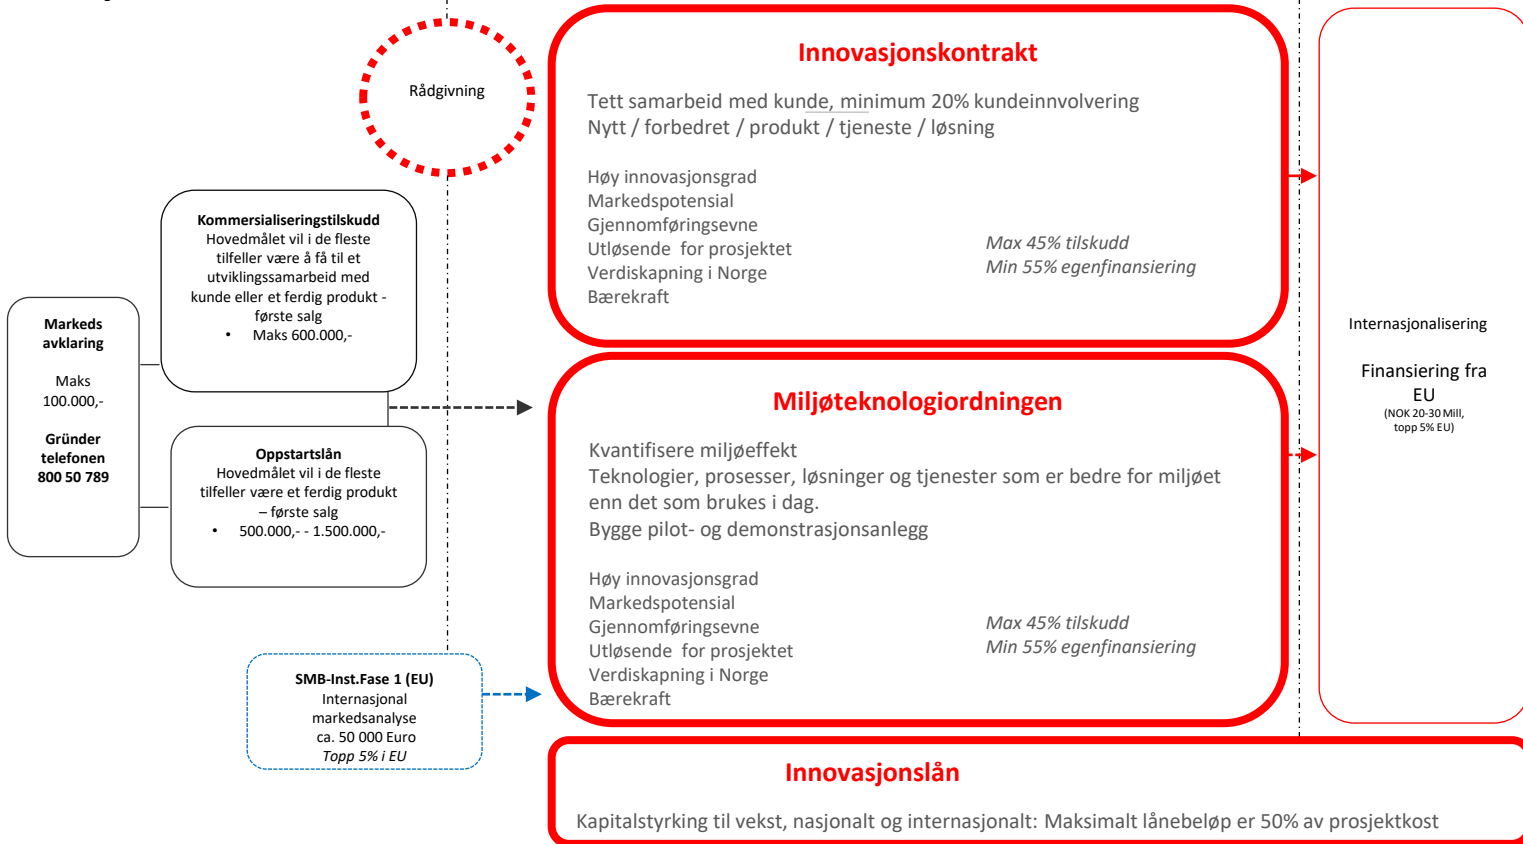 Rådgivning
Innovasjonskontrakt
Tett samarbeid med kunde, minimum 20% kundeinnvolvering
Nytt / forbedret / produkt / tjeneste / løsning
Høy innovasjonsgrad
Markedspotensial
Gjennomføringsevne
Utløsende  for prosjektet
Verdiskapning i Norge
Bærekraft
Max 45% tilskudd
Min 55% egenfinansiering
Kommersialiseringstilskudd
Hovedmålet vil i de fleste
tilfeller være å få til et
utviklingssamarbeid med
kunde eller et ferdig produkt -
første salg
• Maks 600.000,-
Markeds
avklaring
Maks
100.000,-
Gründer
telefonen
800 50 789
Oppstartslån
Hovedmålet vil i de fleste
tilfeller være et ferdig produkt
– første salg
• 500.000,- - 1.500.000,-
Miljøteknologiordningen
Kvantifisere miljøeffekt
Teknologier, prosesser, løsninger og tjenester som er bedre for miljøet
enn det som brukes i dag.
Bygge pilot- og demonstrasjonsanlegg
Høy innovasjonsgrad
Markedspotensial
Gjennomføringsevne
Utløsende  for prosjektet
Verdiskapning i Norge
Bærekraft
Max 45% tilskudd
Min 55% egenfinansiering
SMB-Inst.Fase 1 (EU)
Internasjonal
markedsanalyse
ca. 50 000 Euro
Topp 5% i EU
Internasjonalisering
Finansiering fra
EU
(NOK 20-30 Mill,
topp 5% EU)
Innovasjonslån
Kapitalstyrking til vekst, nasjonalt og internasjonalt: Maksimalt lånebeløp er 50% av prosjektkost